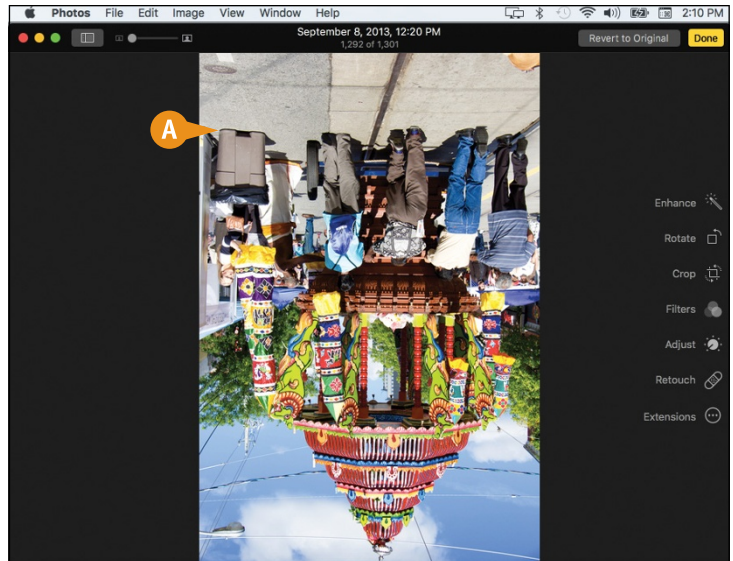 Photos File Edit Image View Window Help 2:10 PM
September 8, 2013, 12:20 PM
1,292 of 1,301
Revert to Original Done
A
Enhance
Rotate
Crop
Filters
Adjust
Retouch
Extensions